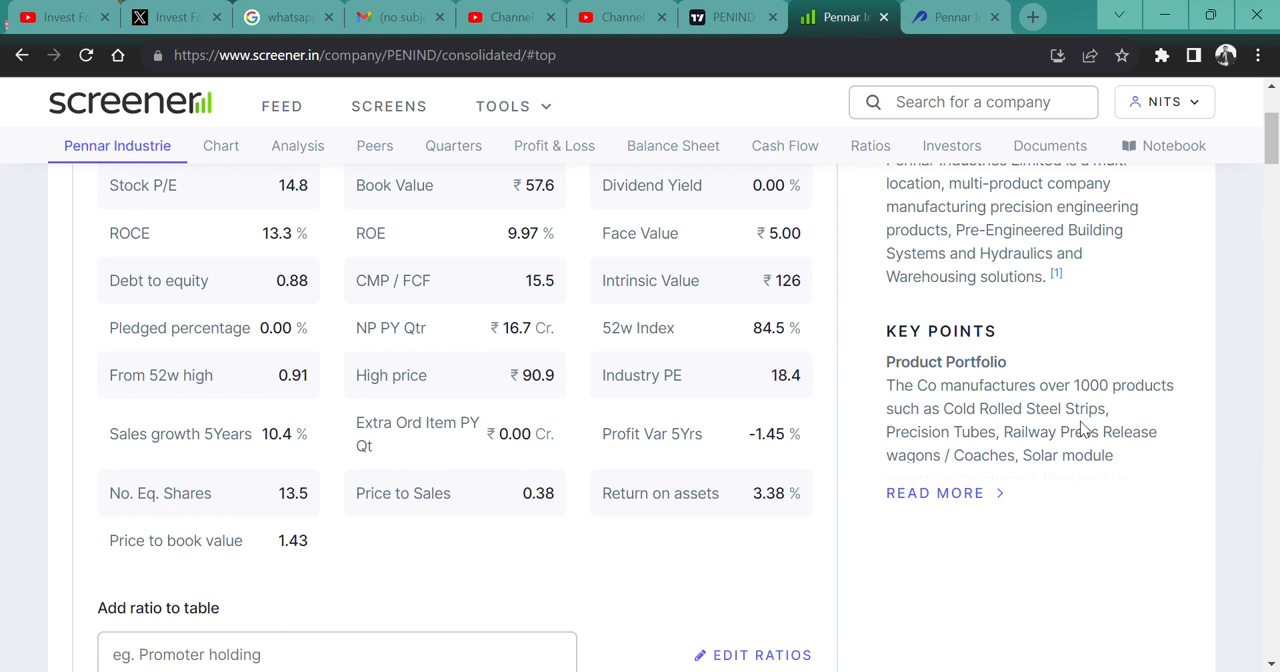 Invest Fo
Invest Fo
whatsap
(no subje
Channel
Channel
PENIND
Pennar In
Pennar I
https://www.screener.in/company/PENIND/consolidated/#top
screener
FEED
SCREENS
TOOLS
Search for a company
NITS
Pennar Industrie
Chart
Analysis
Peers
Quarters
Profit & Loss
Balance Sheet
Cash Flow
Ratios
Investors
Documents
Notebook
Stock P/E 14.8
Book Value ₹ 57.6
Dividend Yield 0.00 %
ROCE 13.3 %
ROE 9.97 %
Face Value ₹ 5.00
Debt to equity 0.88
CMP / FCF 15.5
Intrinsic Value ₹ 126
Pledged percentage 0.00 %
NP PY Qtr ₹ 16.7 Cr.
52w Index 84.5 %
From 52w high 0.91
High price ₹ 90.9
Industry PE 18.4
Sales growth 5Years 10.4 %
Extra Ord Item PY
Qt ₹ 0.00 Cr.
Profit Var 5Yrs -1.45 %
No. Eq. Shares 13.5
Price to Sales 0.38
Return on assets 3.38 %
Price to book value 1.43
Add ratio to table
eg. Promoter holding
EDIT RATIOS
Pennar Industries Limited is a multi-
location, multi-product company
manufacturing precision engineering
products, Pre-Engineered Building
Systems and Hydraulics and
Warehousing solutions. [1]
KEY POINTS
Product Portfolio
The Co manufactures over 1000 products
such as Cold Rolled Steel Strips,
Precision Tubes, Railway Press Release
wagons / Coaches, Solar module
READ MORE